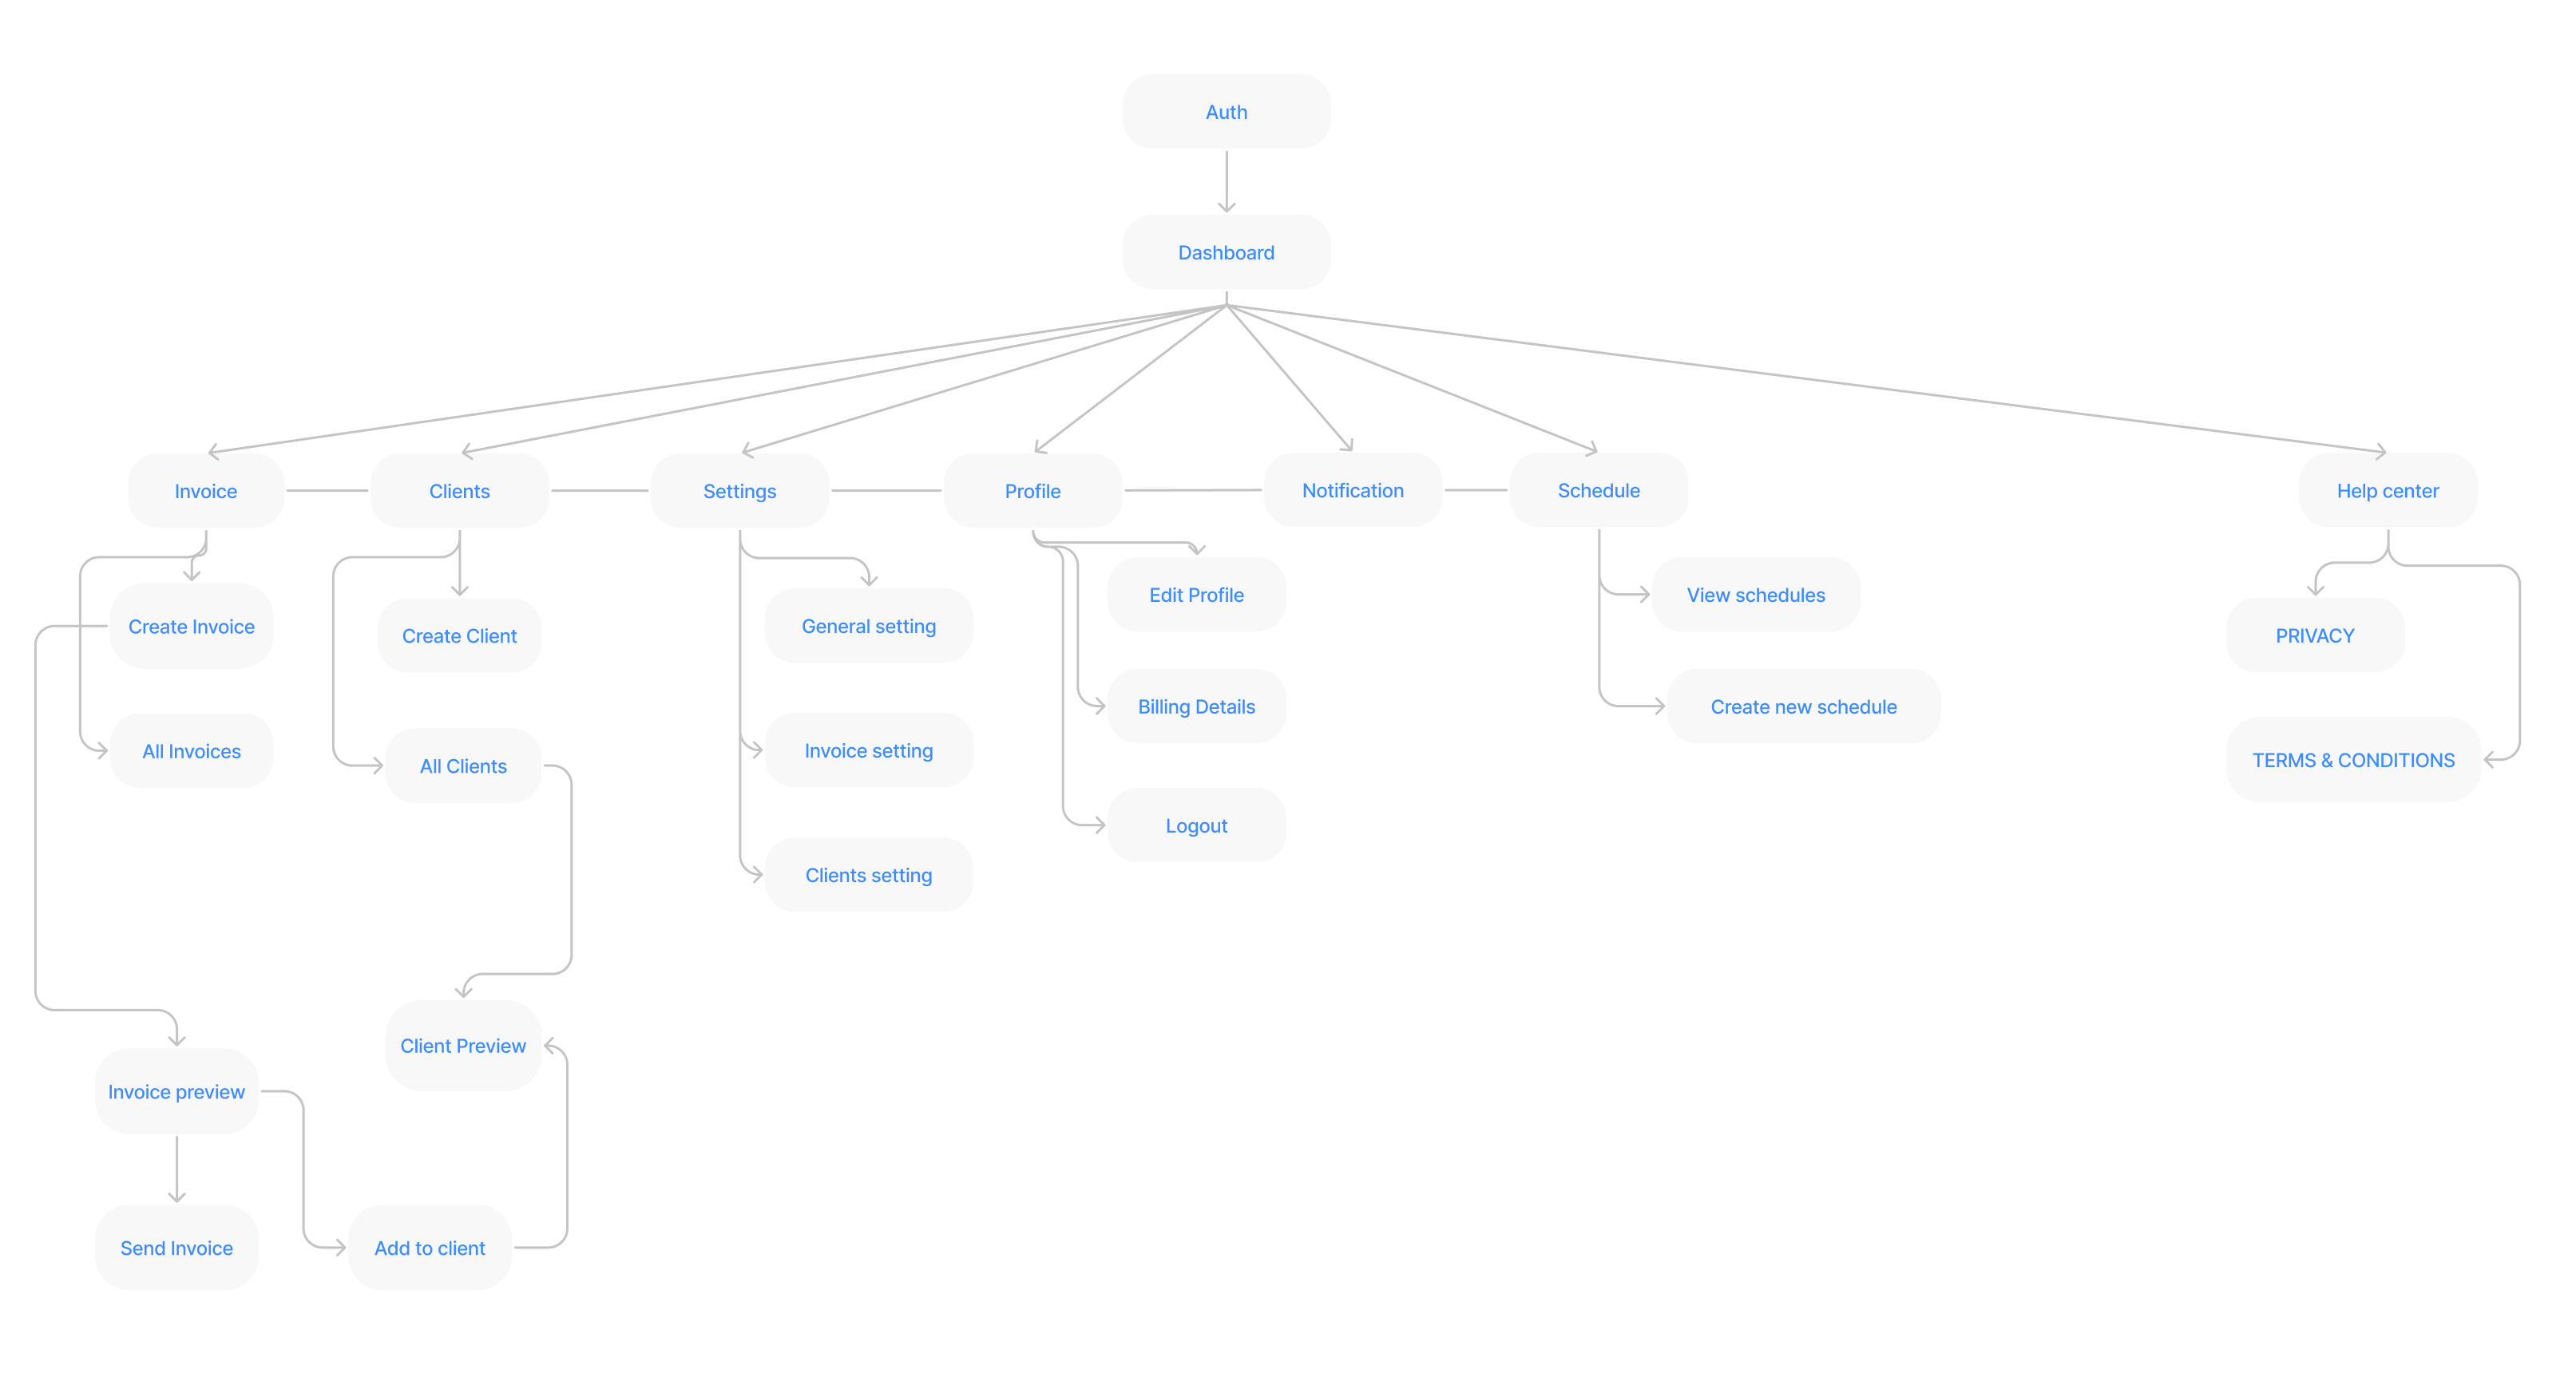 Auth
Dashboard
Invoice
Clients
Settings
Profile
Notification
Schedule
Help center
Create Invoice
All Invoices
Create Client
All Clients
General setting
Invoice setting
Clients setting
Edit Profile
Billing Details
Logout
View schedules
Create new schedule
PRIVACY
TERMS & CONDITIONS
Client Preview
Invoice preview
Send Invoice
Add to client